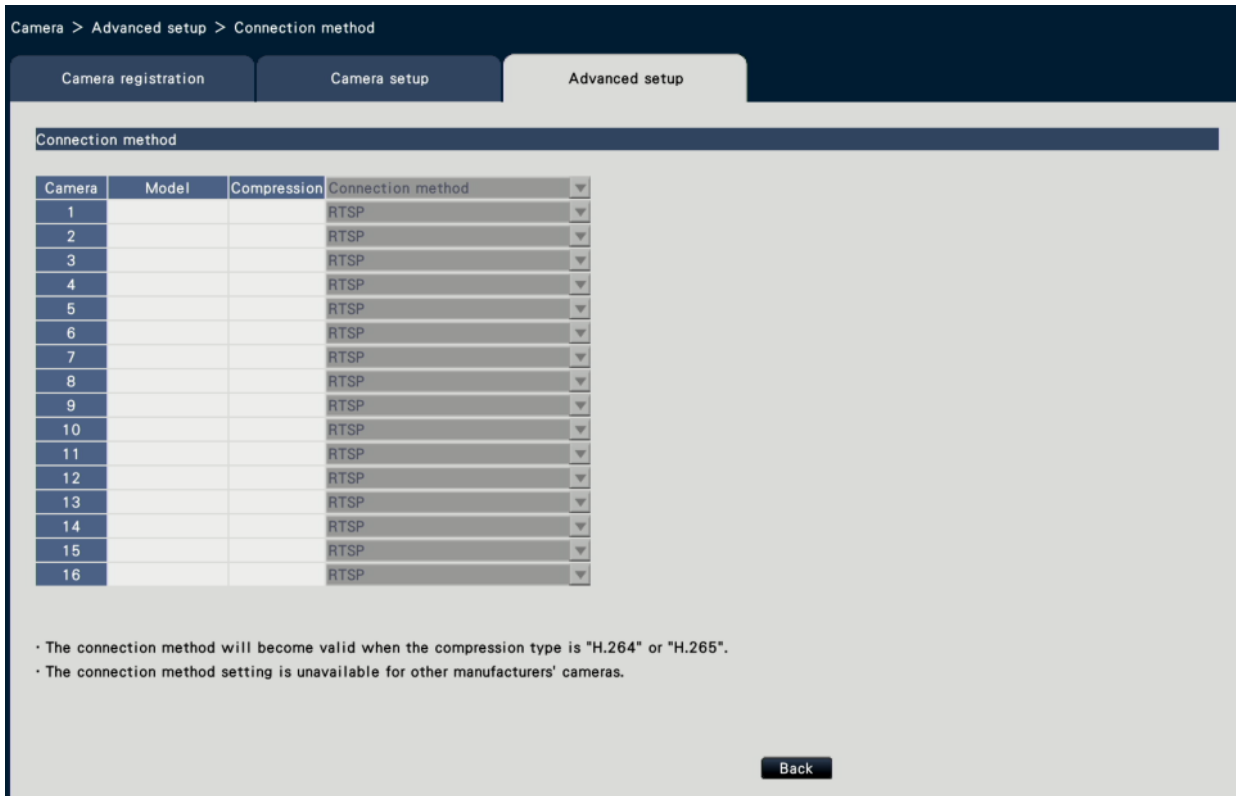 Camera > Advanced setup > Connection method
Camera registration Camera setup Advanced setup
Connection method
Camera Model Compression Connection method
1 RTSP
2 RTSP
3 RTSP
4 RTSP
5 RTSP
6 RTSP
7 RTSP
8 RTSP
9 RTSP
10 RTSP
11 RTSP
12 RTSP
13 RTSP
14 RTSP
15 RTSP
16 RTSP
· The connection method will become valid when the compression type is "H.264" or "H.265".
· The connection method setting is unavailable for other manufacturers' cameras.
Back